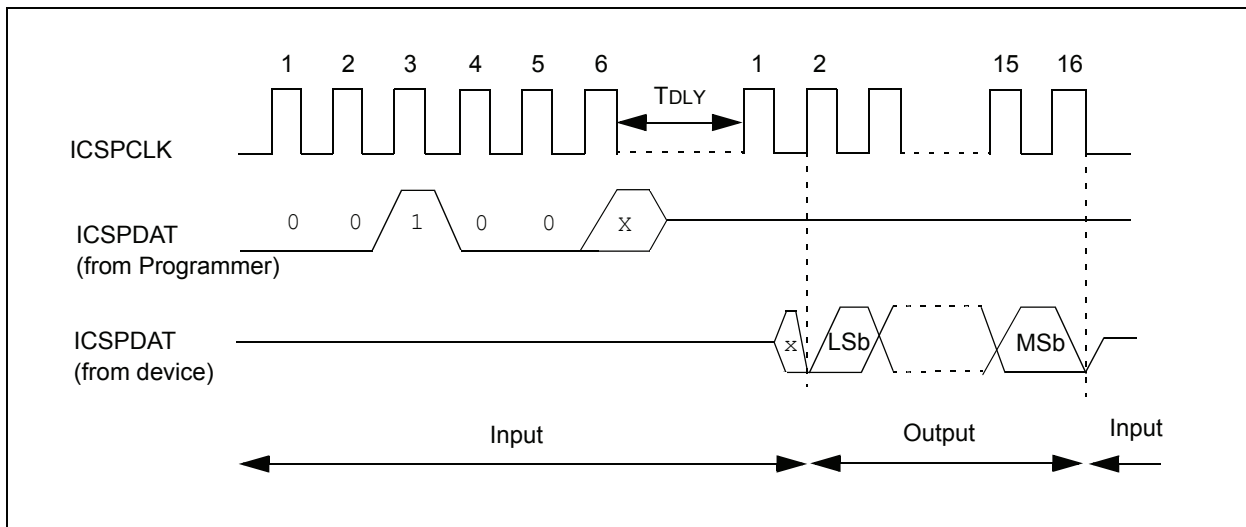 1 2 3 4 5 6 1 2 15 16
TDLY
ICSPCLK
0 0 1 0 0 X
ICSPDAT
(from Programmer)
ICSPDAT
(from device)
x LSb MSb
Input Output Input